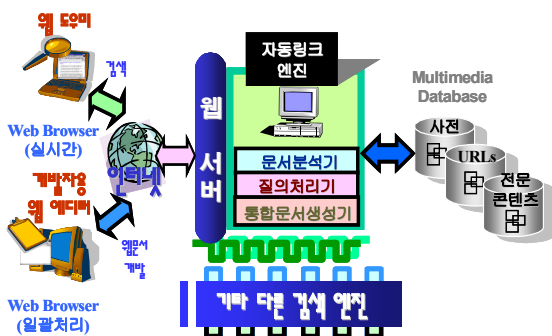 웹 도우미
검색
Web Browser
(실시간)
인터넷
개발자용
웹 에디터
웹문서
개발
Web Browser
(일괄처리)
웹 서버
자동링크
엔진
문서분석기
질의처리기
통합문서생성기
기타 다른 검색 엔진
Multimedia
Database
사전
URLs
전문
콘텐츠